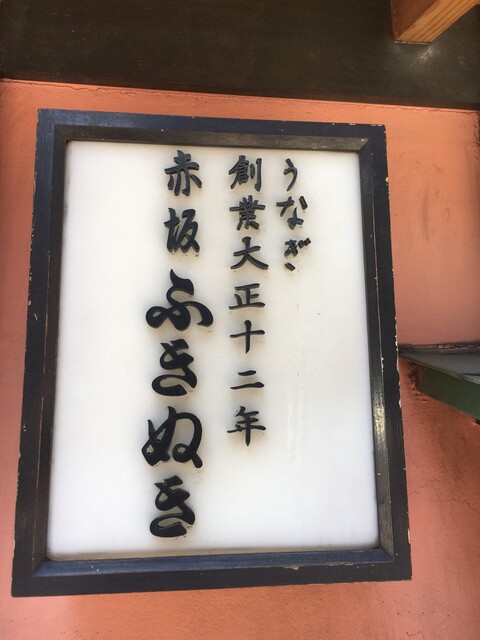 うなぎ
創業大正十二年
赤坂ふきぬき